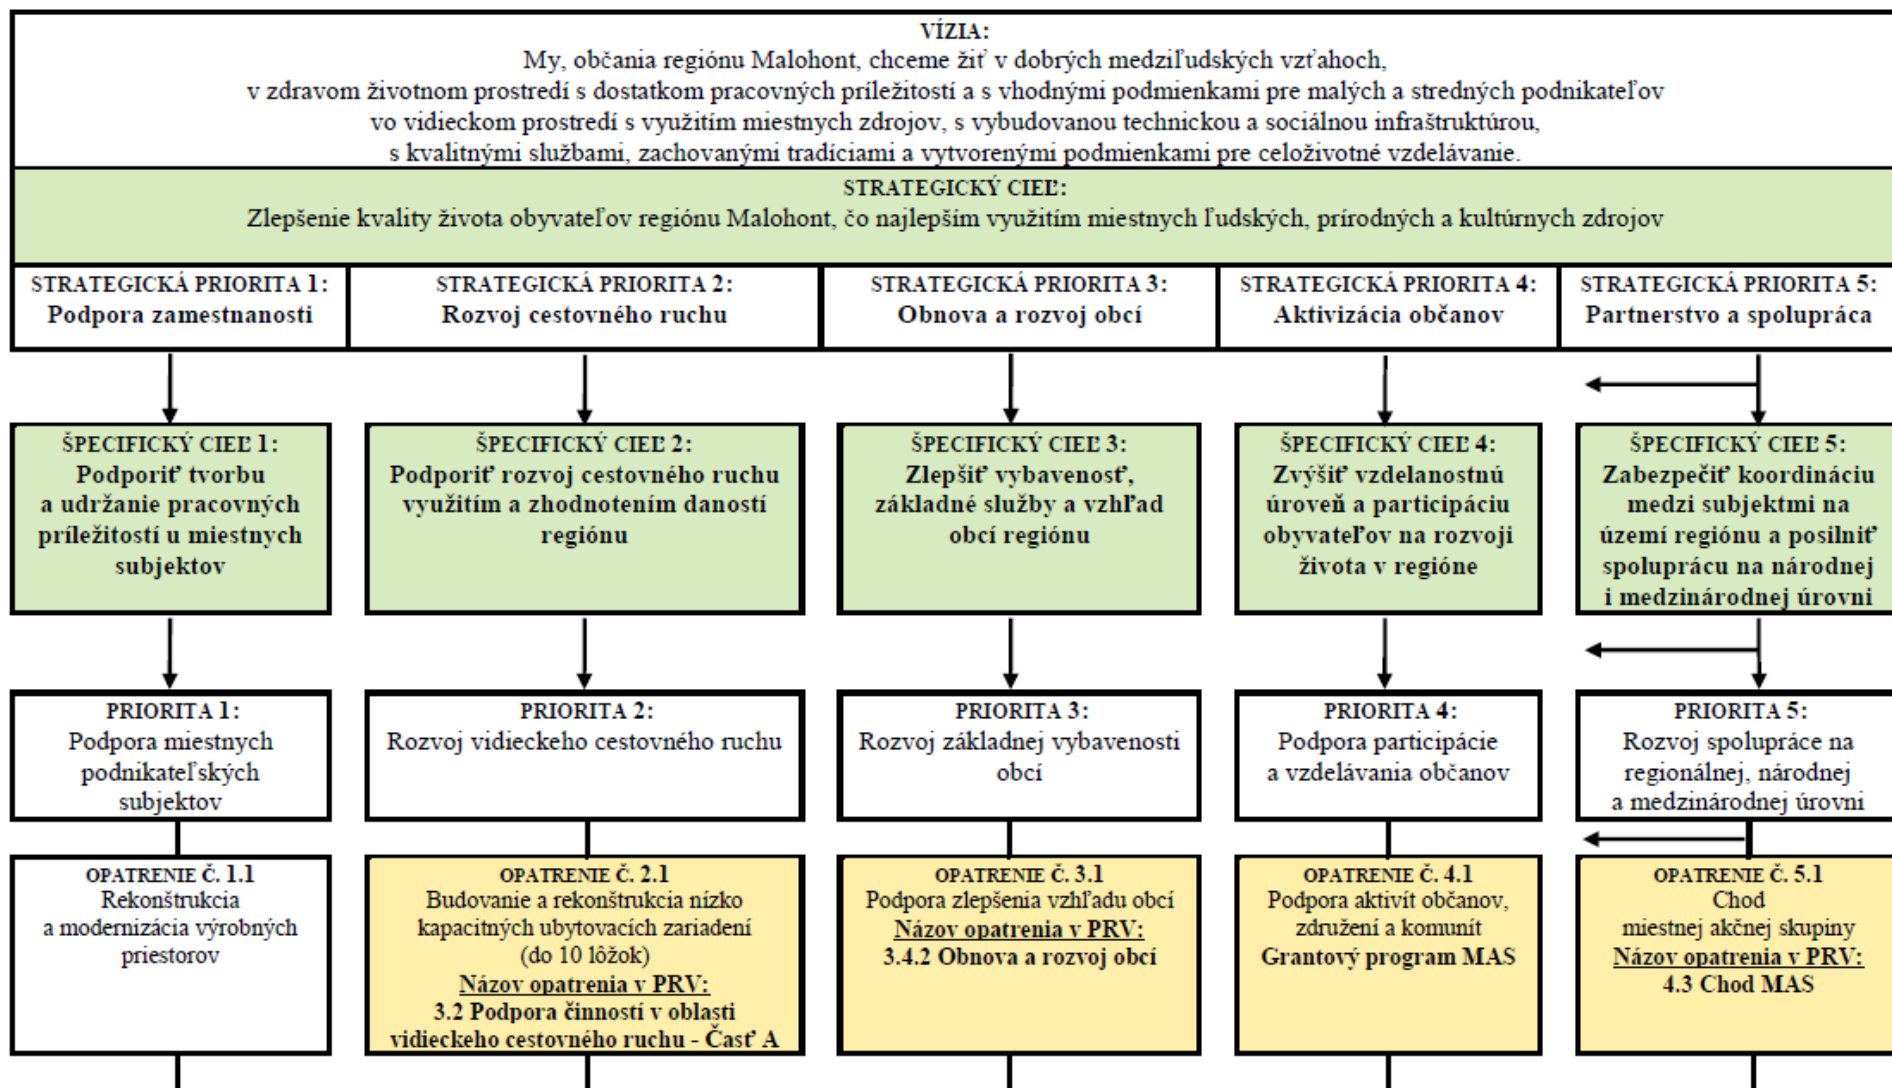 VÍZIA:
My, občania regiónu Malohont, chceme žiť v dobrých medziľudských vzťahoch,
v zdravom životnom prostredí s dostatkom pracovných príležitostí a s vhodnými podmienkami pre malých a stredných podnikateľov
vo vidieckom prostredí s využitím miestnych zdrojov, s vybudovanou technickou a sociálnou infraštruktúrou,
s kvalitnými službami, zachovanými tradíciami a vytvorenými podmienkami pre celoživotné vzdelávanie.
STRATEGICKÝ CIEĽ:
Zlepšenie kvality života obyvateľov regiónu Malohont, čo najlepším využitím miestnych ľudských, prírodných a kultúrnych zdrojov
STRATEGICKÁ PRIORITA 1:
Podpora zamestnanosti
STRATEGICKÁ PRIORITA 2:
Rozvoj cestovného ruchu
STRATEGICKÁ PRIORITA 3:
Obnova a rozvoj obcí
STRATEGICKÁ PRIORITA 4:
Aktivizácia občanov
STRATEGICKÁ PRIORITA 5:
Partnerstvo a spolupráca
ŠPECIFICKÝ CIEĽ 1:
Podporiť tvorbu
a udržanie pracovných
príležitostí u miestnych
subjektov
ŠPECIFICKÝ CIEĽ 2:
Podporiť rozvoj cestovného ruchu
využitím a zhodnotením daností
regiónu
ŠPECIFICKÝ CIEĽ 3:
Zlepšiť vybavenosť,
základné služby a vzhľad
obcí regiónu
ŠPECIFICKÝ CIEĽ 4:
Zvýšiť vzdelanostnú
úroveň a participáciu
obyvateľov na rozvoji
života v regióne
ŠPECIFICKÝ CIEĽ 5:
Zabezpečiť koordináciu
medzi subjektmi na
území regiónu a posilniť
spoluprácu na národnej
i medzinárodnej úrovni
PRIORITA 1:
Podpora miestnych
podnikateľských
subjektov
PRIORITA 2:
Rozvoj vidieckeho cestovného ruchu
PRIORITA 3:
Rozvoj základnej vybavenosti
obcí
PRIORITA 4:
Podpora participácie
a vzdelávania občanov
PRIORITA 5:
Rozvoj spolupráce na
regionálnej, národnej
a medzinárodnej úrovni
OPATRENIE Č. 1.1
Rekonštrukcia
a modernizácia výrobných
priestorov
OPATRENIE Č. 2.1
Budovanie a rekonštrukcia nízko
kapacitných ubytovacích zariadení
(do 10 lôžok)
Názov opatrenia v PRV:
3.2 Podpora činností v oblasti
vidieckeho cestovného ruchu - Časť A
OPATRENIE Č. 3.1
Podpora zlepšenia vzhľadu obcí
Názov opatrenia v PRV:
3.4.2 Obnova a rozvoj obcí
OPATRENIE Č. 4.1
Podpora aktivít občanov,
združení a komunít
Grantový program MAS
OPATRENIE Č. 5.1
Chod
miestnej akčnej skupiny
Názov opatrenia v PRV:
4.3 Chod MAS